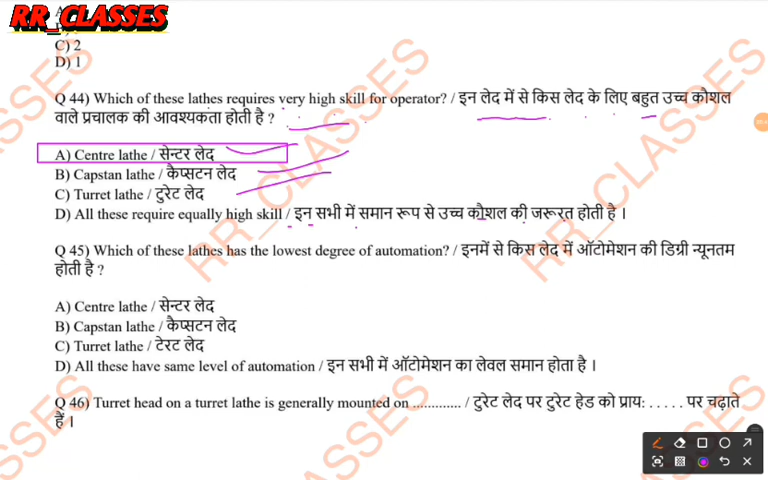 RR_CLASSES
C) 2
D) 1
Q 44) Which of these lathes requires very high skill for operator? / इन लेद में से किस लेद के लिए बहुत उच्च कौशल
वाले प्रचालक की आवश्यकता होती है ?
A) Centre lathe / सेन्टर लेद
B) Capstan lathe / कैप्सटन लेद
C) Turret lathe / टुरेट लेद
D) All these require equally high skill / इन सभी में समान रूप से उच्च कौशल की जरूरत होती है ।
Q 45) Which of these lathes has the lowest degree of automation? / इनमें से किस लेद में ऑटोमेशन की डिग्री न्यूनतम
होती है ?
A) Centre lathe / सेन्टर लेद
B) Capstan lathe / कैप्सटन लेद
C) Turret lathe / टेरट लेद
D) All these have same level of automation / इन सभी में ऑटोमेशन का लेवल समान होता है ।
Q 46) Turret head on a turret lathe is generally mounted on ............. / टुरेट लेद पर टुरेट हेड को प्राय: . . . . . पर चढ़ाते
हैं ।